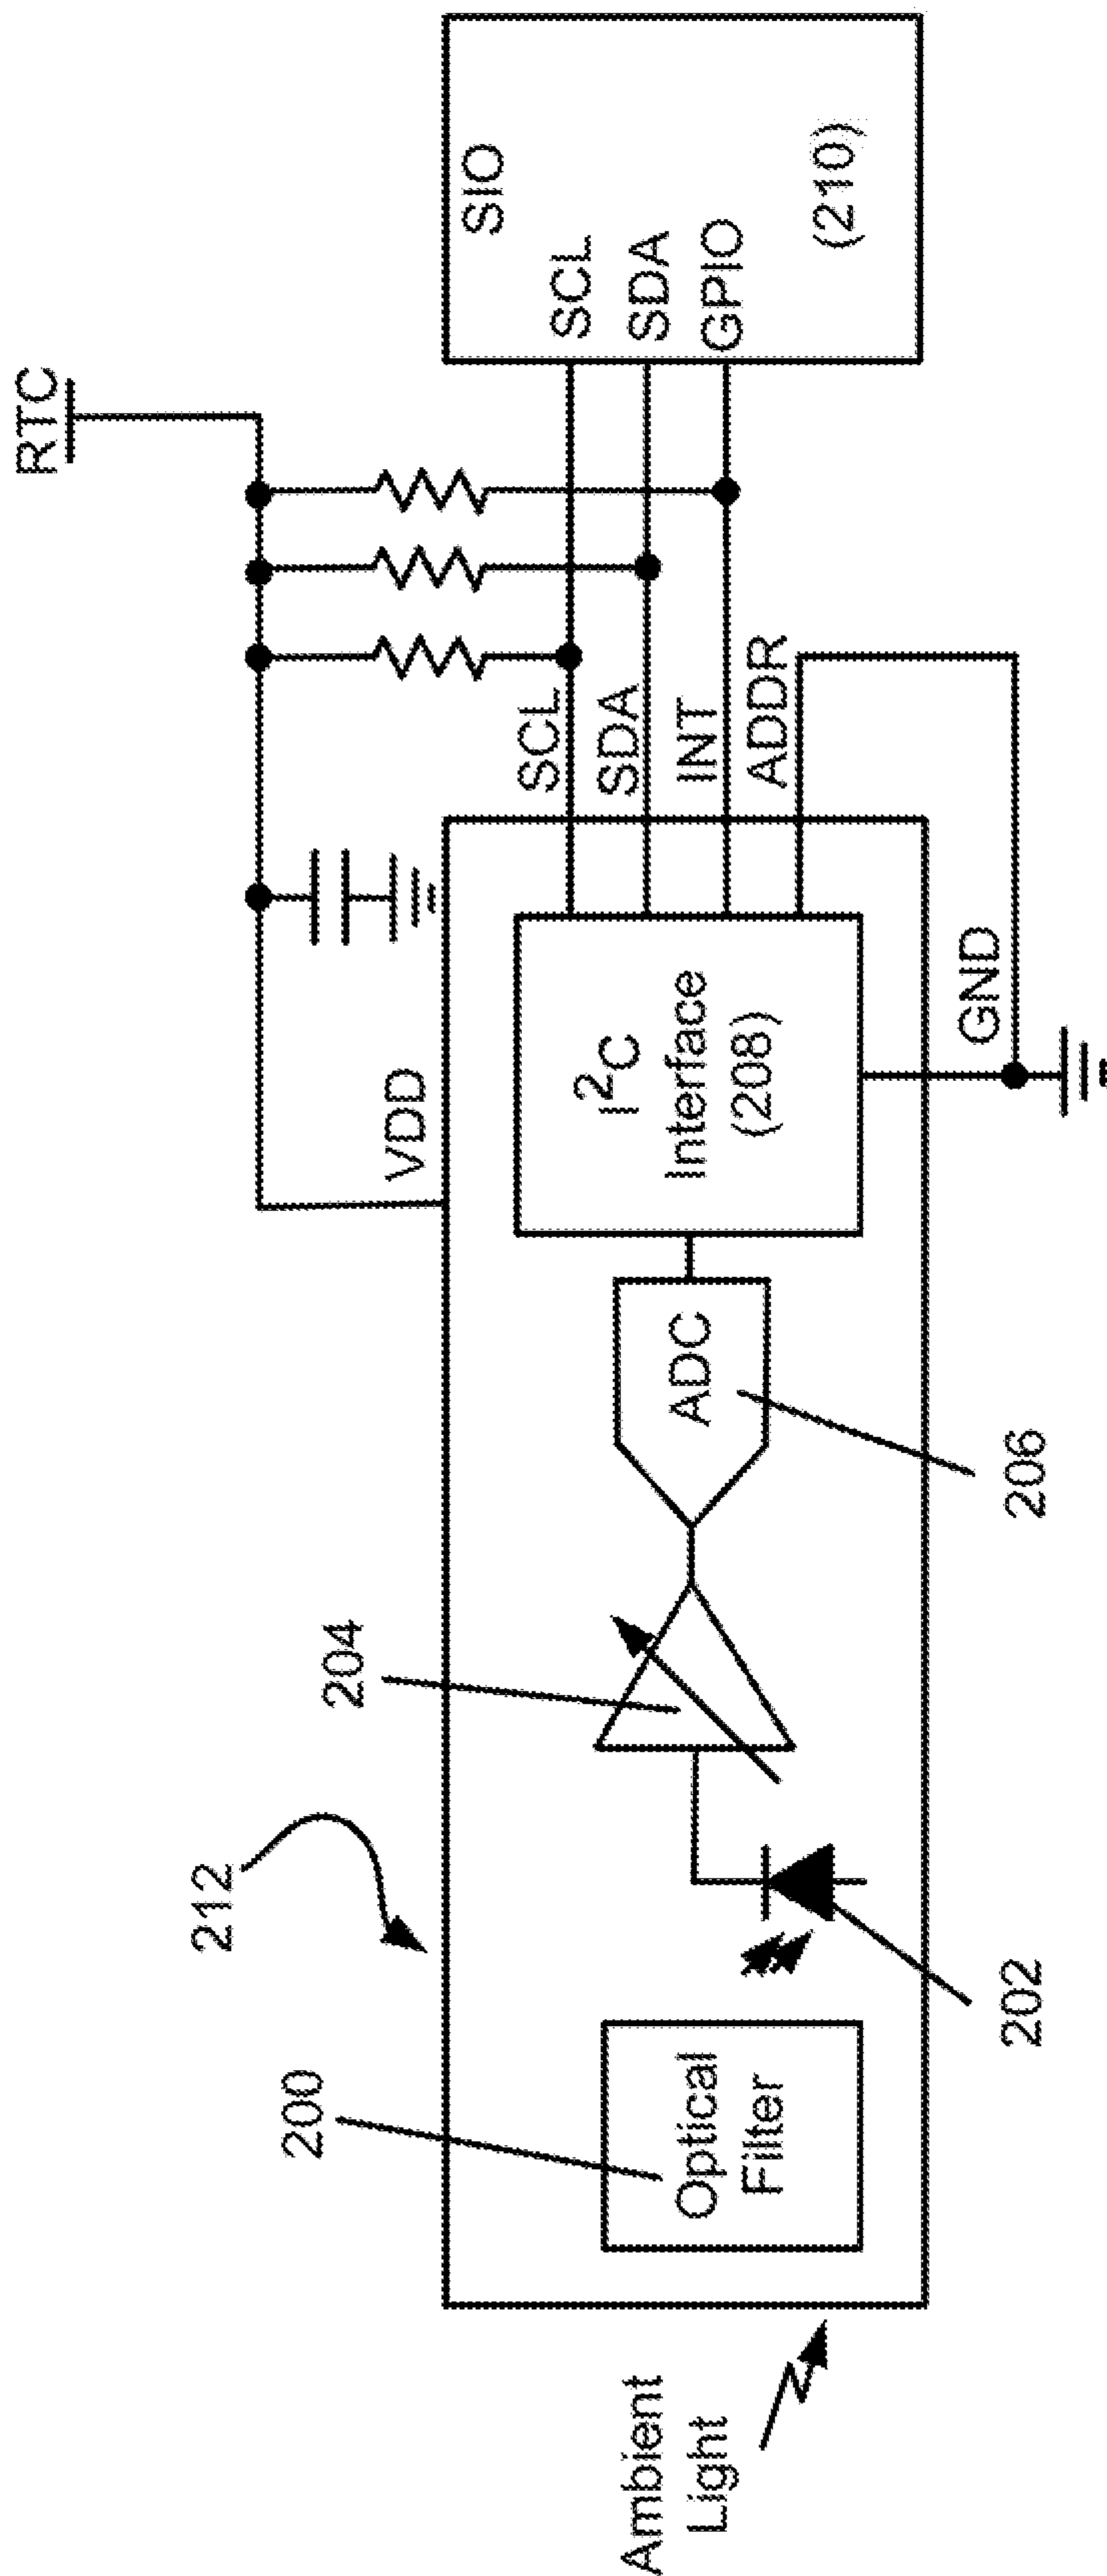 RTC
212
204
VDD
200
Optical
Filter
ADC
I²C
Interface
(208)
SCL
SDA
INT
ADDR
SIO
SCL
SDA
GPIO
(210)
Ambient
Light
202
206
GND